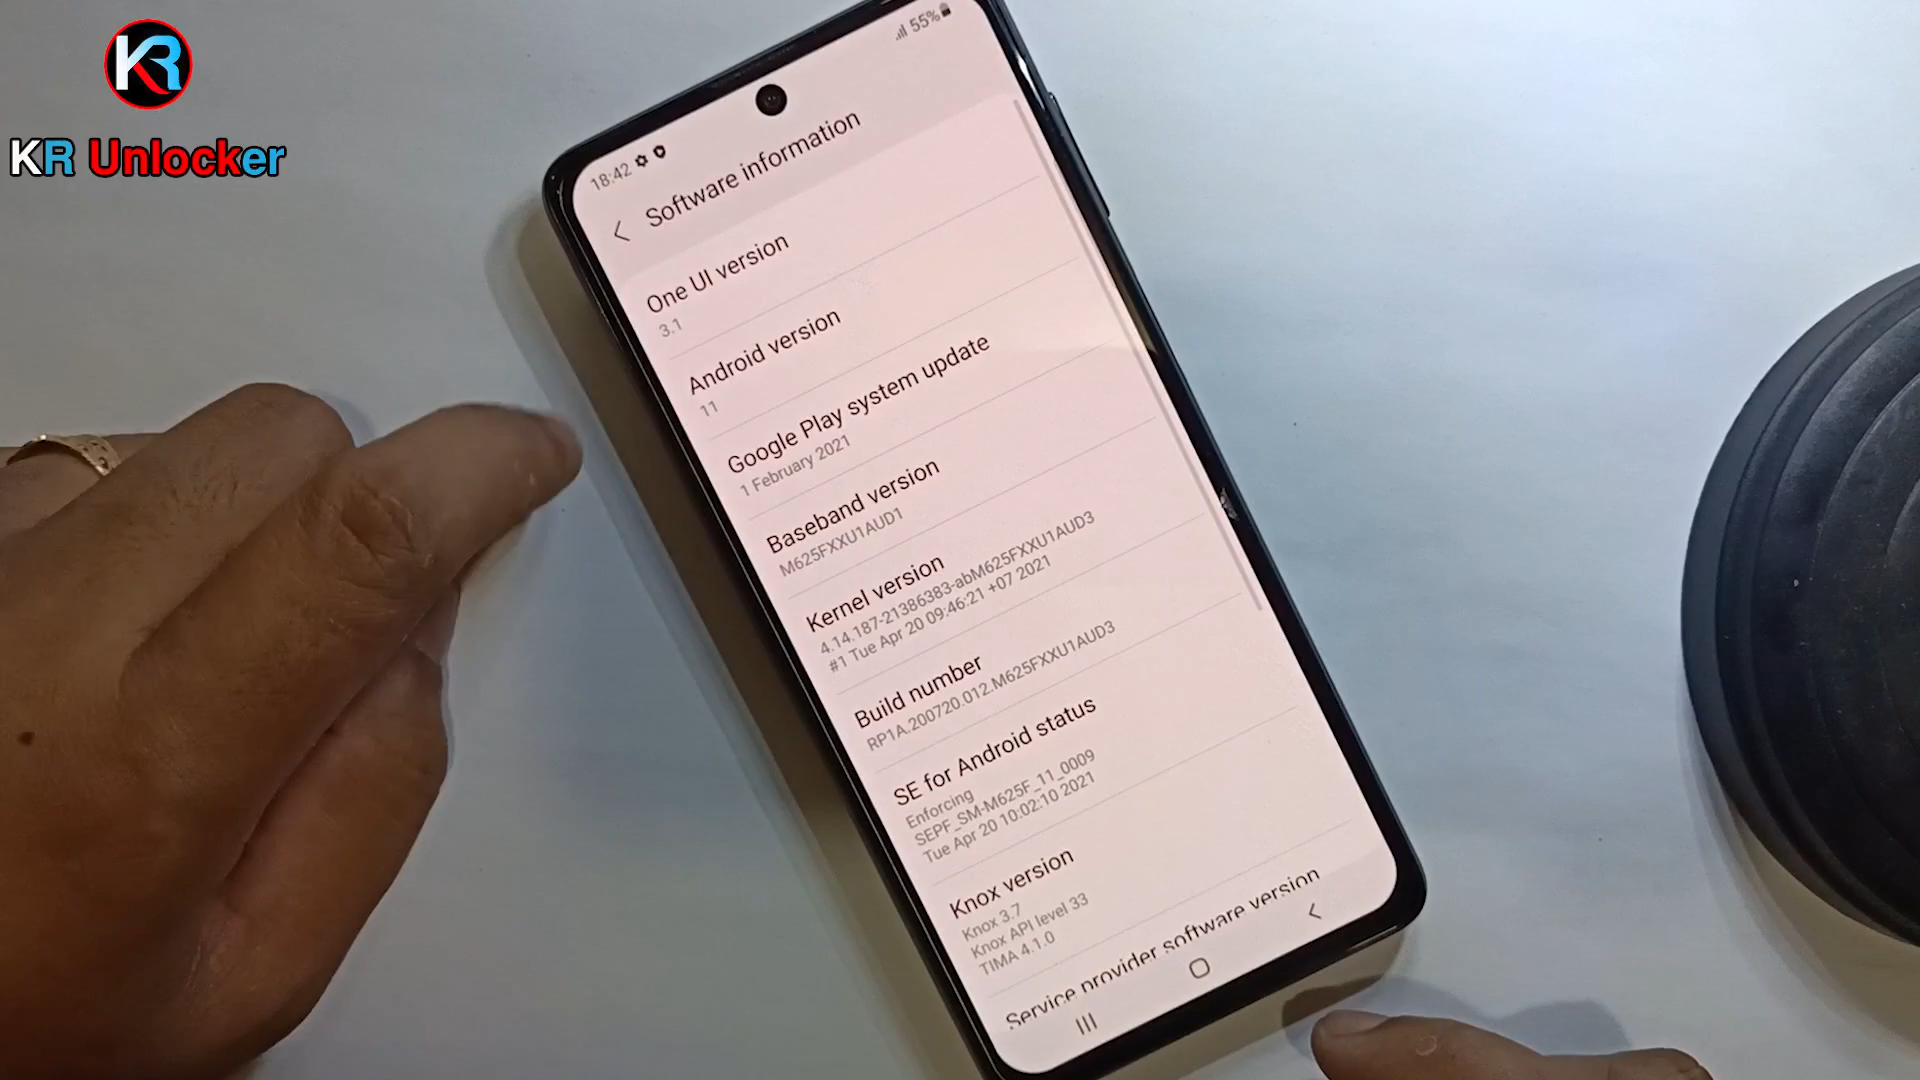 KR
KR Unlocker
18:42
55%
Software information
One UI version
3.1
Android version
11
Google Play system update
1 February 2021
Baseband version
M625FXXU1AUD1
Kernel version
4.14.187-21386383-abM625FXXU1AUD3
#1 Tue Apr 20 09:46:21 +07 2021
Build number
RP1A.200720.012.M625FXXU1AUD3
SE for Android status
Enforcing
SEPF_SM-M625F_11_0009
Tue Apr 20 10:02:10 2021
Knox version
Knox 3.7
Knox API level 33
TIMA 4.1.0
Service provider software version